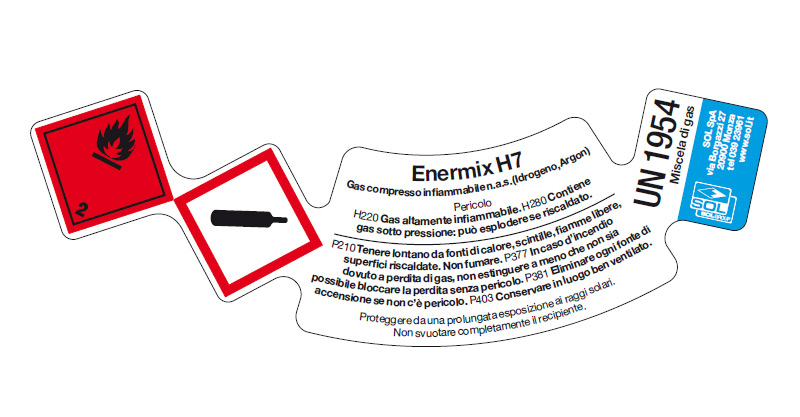 2
Enermix H7
Gas compresso infiammabile n.a.s. (Idrogeno, Argon)
Pericolo
H220 Gas altamente infiammabile. H280 Contiene
gas sotto pressione: può esplodere se riscaldato.
P210 Tenere lontano da fonti di calore, scintille, fiamme libere,
superfici riscaldate. Non fumare. P377 In caso d'incendio
dovuto a perdita di gas, non estinguere a meno che non sia
possibile bloccare la perdita senza pericolo. P381 Eliminare ogni fonte di
accensione se non c'è pericolo. P403 Conservare in luogo ben ventilato.
Proteggere da una prolungata esposizione ai raggi solari.
Non svuotare completamente il recipiente.
UN 1954
Miscela di gas
SOL SpA
via Borgazzi 27
20900 Monza
tel 039 23961
www.sol.it
SOL
SOLGROUP